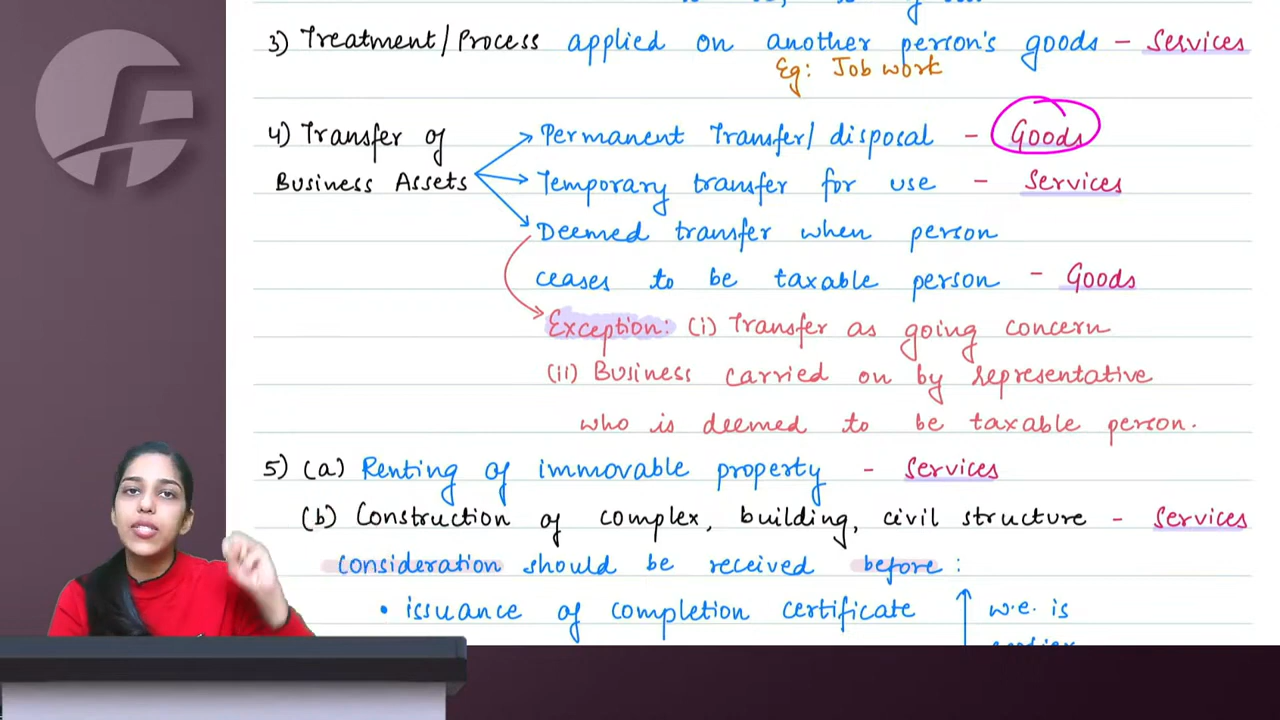 3) Treatment/Process applied on another person's goods - Services
Eg: Job work
4) Transfer of Business Assets
Permanent Transfer/disposal - Goods
Temporary transfer for use - Services
Deemed transfer when person
ceases to be taxable person - Goods
Exception: (i) Transfer as going concern
(ii) Business carried on by representative
who is deemed to be taxable person.
5) (a) Renting of immovable property - Services
(b) Construction of complex, building, civil structure - Services
consideration should be received before:
• issuance of completion certificate
w.e. is